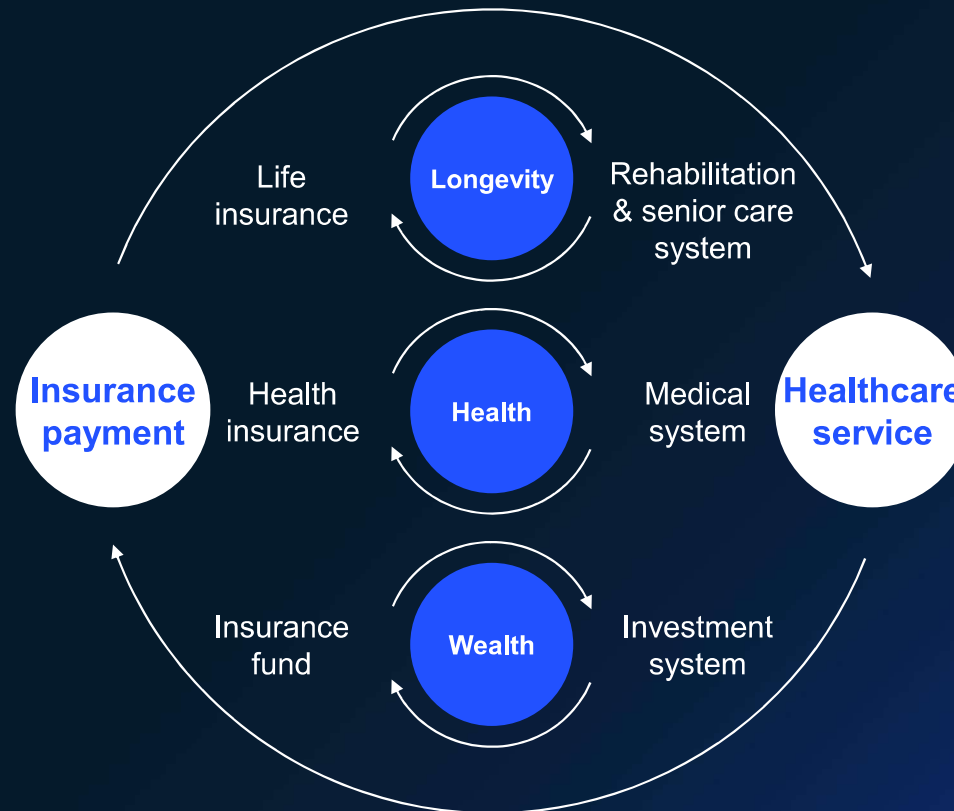 Life
insurance
Longevity
Rehabilitation
& senior care
system
Insurance
payment
Health
insurance
Health
Medical
system
Healthcare
service
Insurance
fund
Wealth
Investment
system